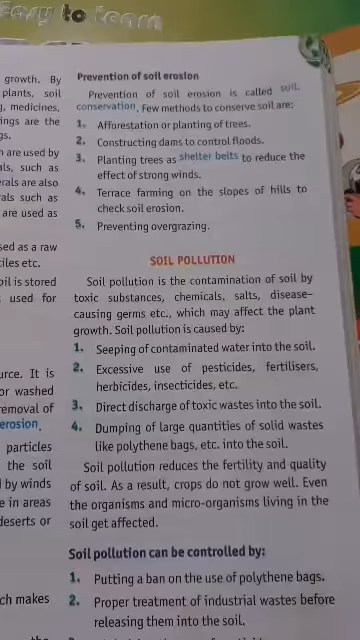 Easy to learn
growth. By
plants, soil
medicines,
ings are the
gs.
are used by
als, such as
erals are also
als such as
are used as
sed as a raw
tiles etc.
oil is stored
used for
urce. It is
or washed
removal of
erosion.
particles
the soil
by winds
e in areas
deserts or
ch makes
Prevention of soil erosion
Prevention of soil erosion is called soil
conservation. Few methods to conserve soil are:
1. Afforestation or planting of trees.
2. Constructing dams to control floods.
3. Planting trees as shelter belts to reduce the
effect of strong winds.
4. Terrace farming on the slopes of hills to
check soil erosion.
5. Preventing overgrazing.
SOIL POLLUTION
Soil pollution is the contamination of soil by
toxic substances, chemicals, salts, disease-
causing germs etc., which may affect the plant
growth. Soil pollution is caused by:
1. Seeping of contaminated water into the soil.
2. Excessive use of pesticides, fertilisers,
herbicides, insecticides, etc.
3. Direct discharge of toxic wastes into the soil.
4. Dumping of large quantities of solid wastes
like polythene bags, etc. into the soil.
Soil pollution reduces the fertility and quality
of soil. As a result, crops do not grow well. Even
the organisms and micro-organisms living in the
soil get affected.
Soil pollution can be controlled by:
1. Putting a ban on the use of polythene bags.
2. Proper treatment of industrial wastes before
releasing them into the soil.